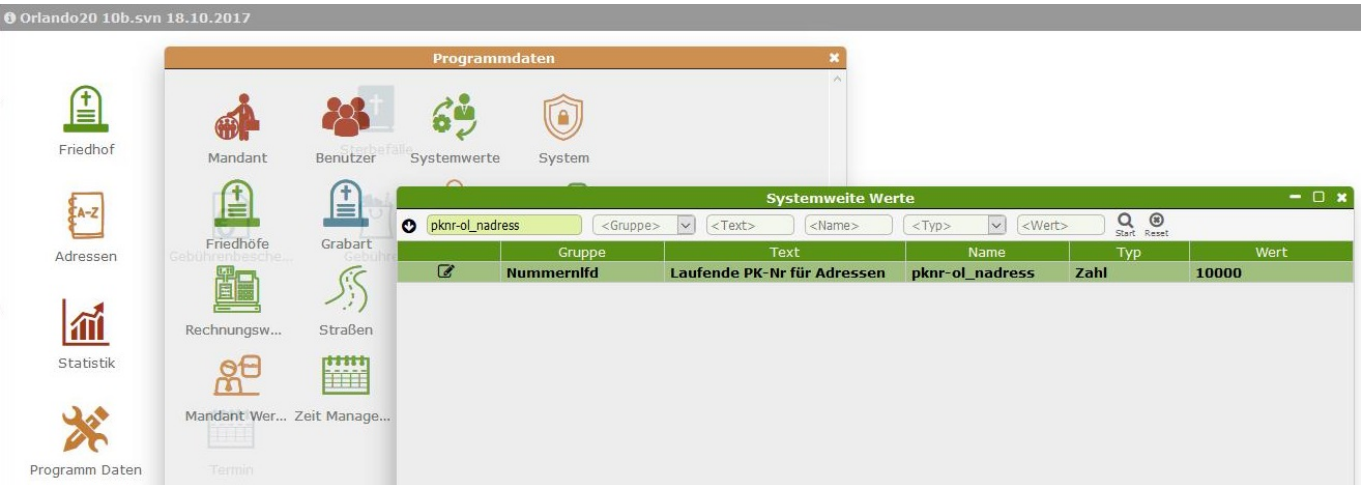 Orlando20 10b.svn 18.10.2017
Programmdaten
Friedhof
Adressen
A-Z
Statistik
Programm Daten
Mandant
Benutzer
Sterbefälle
Systemwerte
System
Friedhöfe
Grabart
Gebührenbesche...
Gebühre
Rechnungsw...
Straßen
Mandant Wer...
Zeit Manage...
Termin
Systemweite Werte
pknr-ol_nadress <Gruppe> <Text> <Name> <Typ> <Wert> Start Reset
Gruppe Text Name Typ Wert
Nummernlfd Laufende PK-Nr für Adressen pknr-ol_nadress Zahl 10000